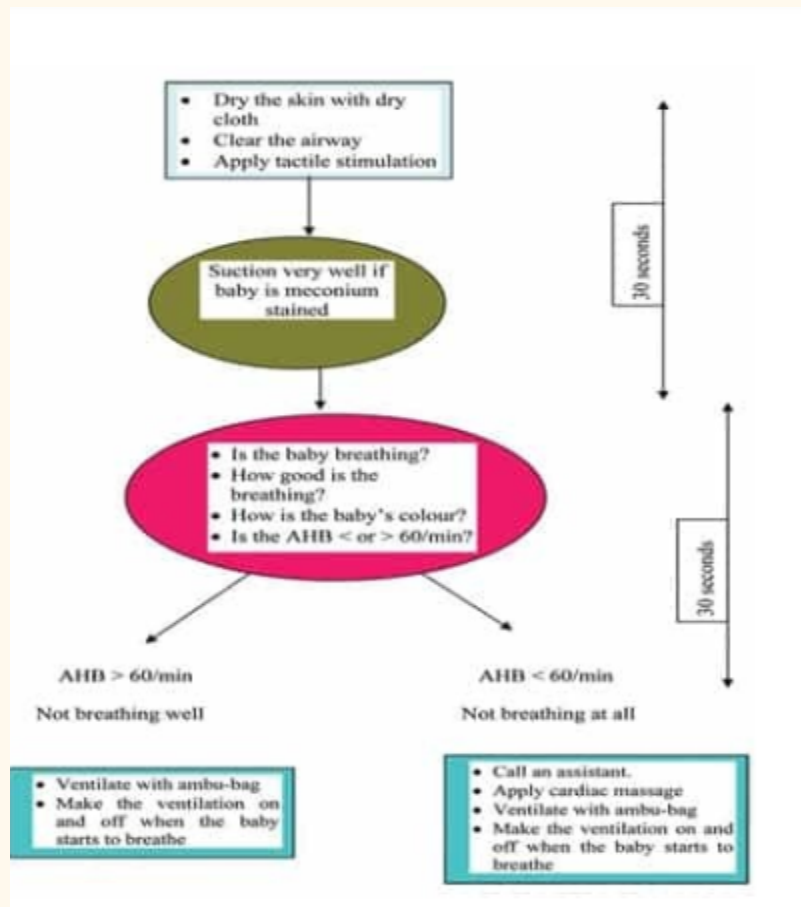 • Dry the skin with dry
cloth
• Clear the airway
• Apply tactile stimulation
Suction very well if
baby is meconium
stained
30 seconds
• Is the baby breathing?
• How good is the
breathing?
• How is the baby's colour?
• Is the AHB < or > 60/min?
30 seconds
AHB > 60/min
Not breathing well
AHB < 60/min
Not breathing at all
• Ventilate with ambu-bag
• Make the ventilation on
and off when the baby
starts to breathe
• Call an assistant.
• Apply cardiac massage
• Ventilate with ambu-bag
• Make the ventilation on and
off when the baby starts to
breathe